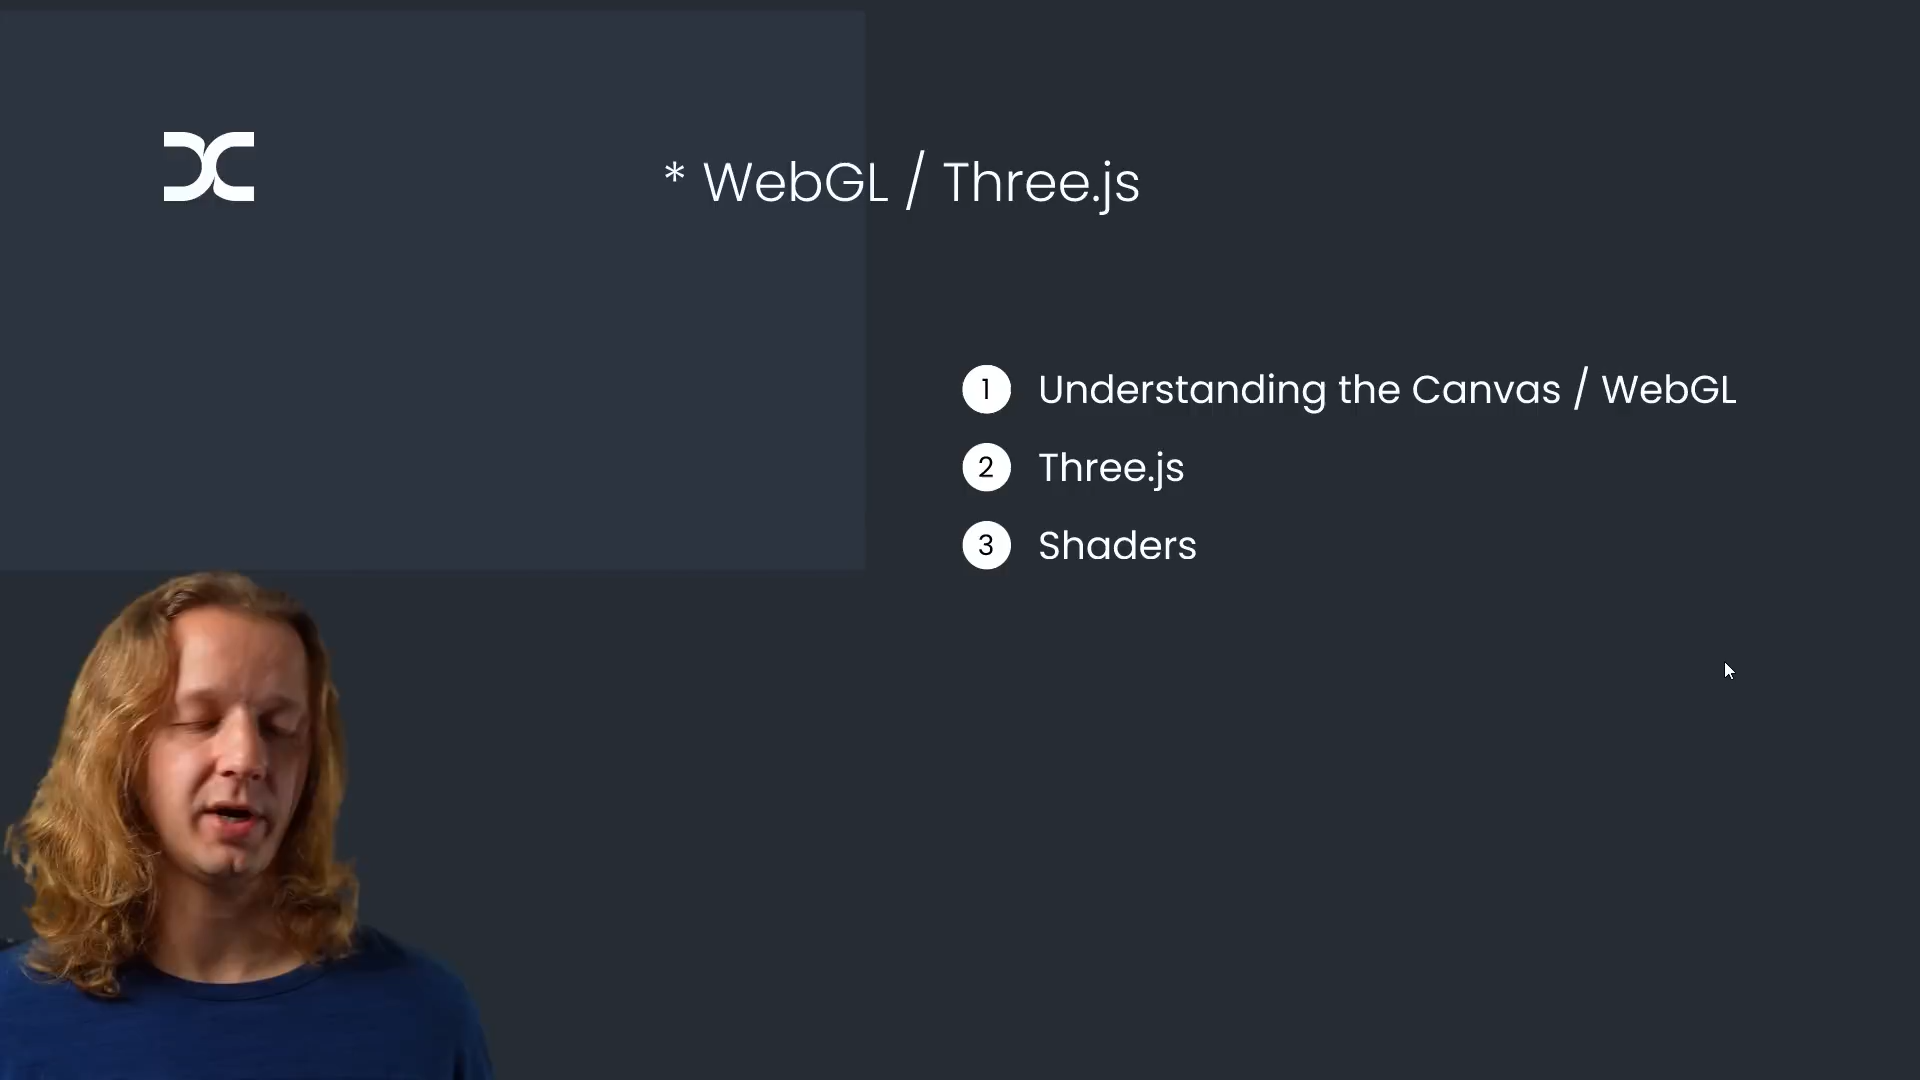 * WebGL / Three.js
1 Understanding the Canvas / WebGL
2 Three.js
3 Shaders